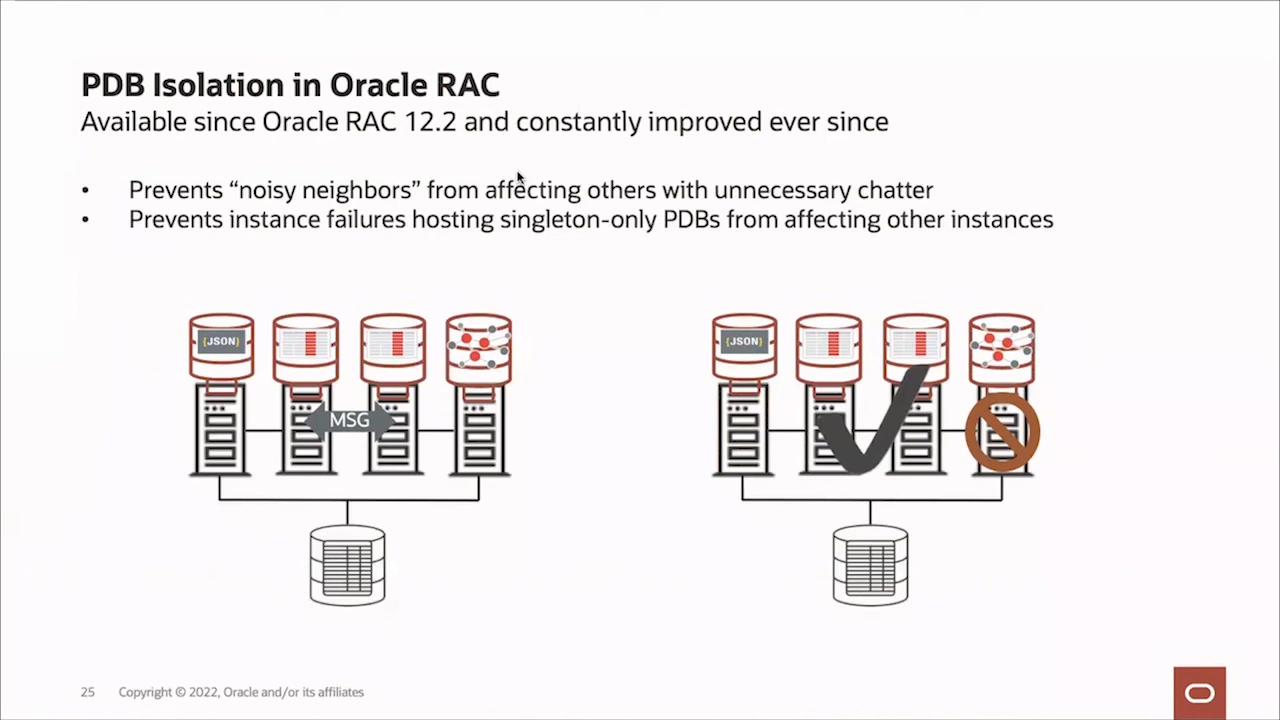 PDB Isolation in Oracle RAC
Available since Oracle RAC 12.2 and constantly improved ever since
• Prevents “noisy neighbors” from affecting others with unnecessary chatter
• Prevents instance failures hosting singleton-only PDBs from affecting other instances
{JSON}
MSG
{JSON}
25 Copyright © 2022, Oracle and/or its affiliates